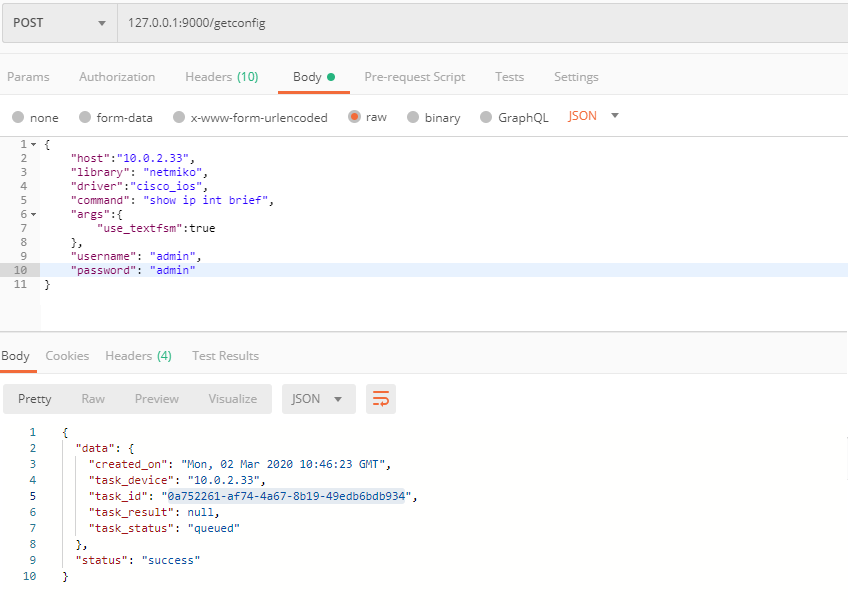 POST 127.0.0.1:9000/getconfig
Params Authorization Headers (10) Body Pre-request Script Tests Settings
none form-data x-www-form-urlencoded raw binary GraphQL JSON
1 {
2 "host":"10.0.2.33",
3 "library": "netmiko",
4 "driver":"cisco_ios",
5 "command": "show ip int brief",
6 "args":{
7 "use_textfsm":true
8 },
9 "username": "admin",
10 "password": "admin"
11 }
Body Cookies Headers (4) Test Results
Pretty Raw Preview Visualize JSON
1 {
2 "data": {
3 "created_on": "Mon, 02 Mar 2020 10:46:23 GMT",
4 "task_device": "10.0.2.33",
5 "task_id": "0a752261-af74-4a67-8b19-49edb6bdb934",
6 "task_result": null,
7 "task_status": "queued"
8 },
9 "status": "success"
10 }